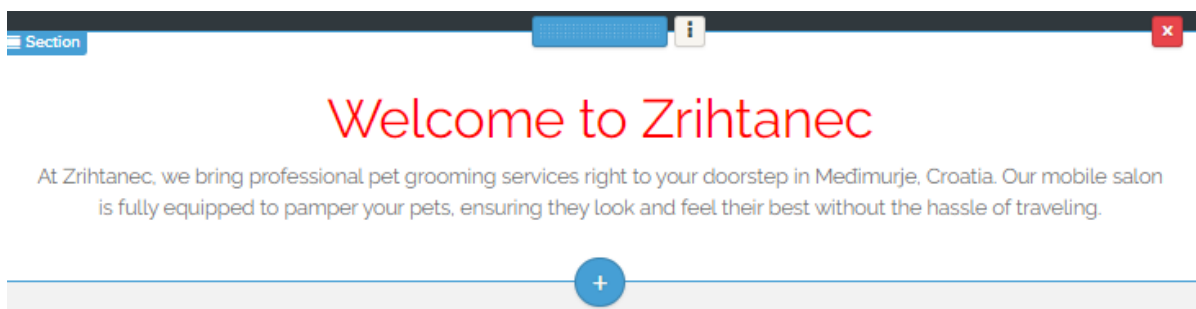 Section
i
x
Welcome to Zrihtanec
At Zrihtanec, we bring professional pet grooming services right to your doorstep in Međimurje, Croatia. Our mobile salon
is fully equipped to pamper your pets, ensuring they look and feel their best without the hassle of traveling.
+